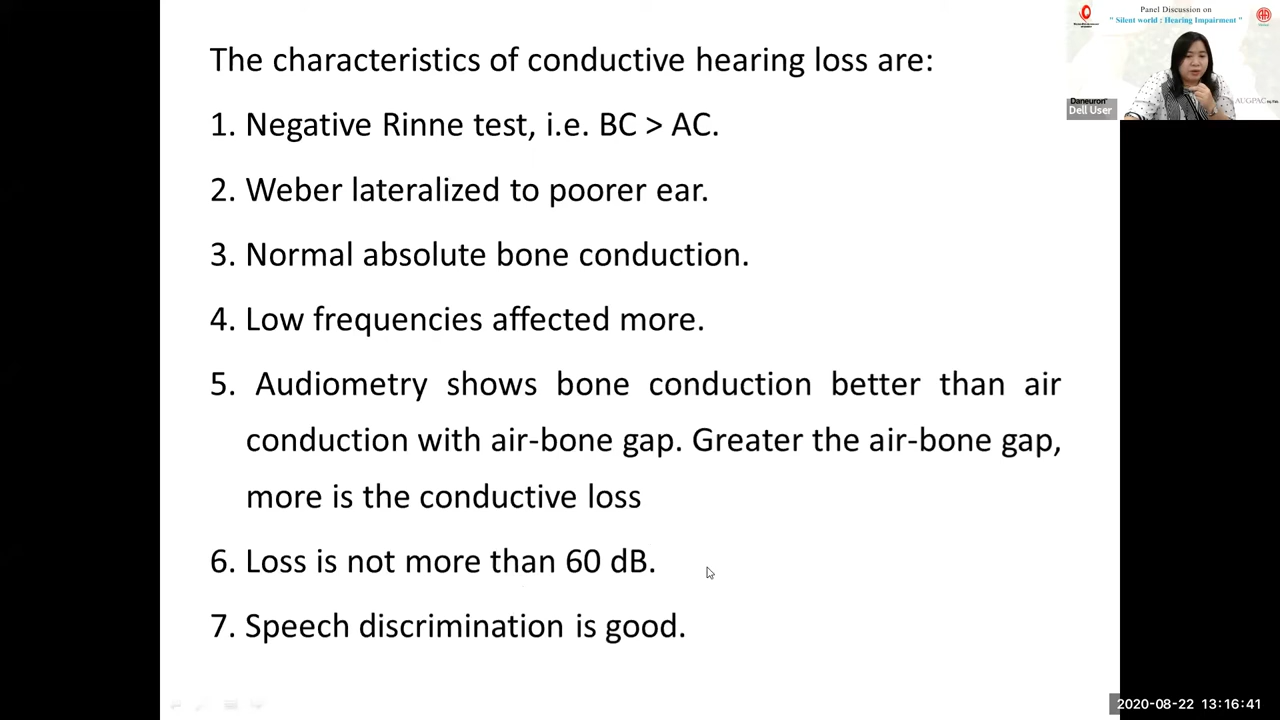 The characteristics of conductive hearing loss are:
1. Negative Rinne test, i.e. BC > AC.
2. Weber lateralized to poorer ear.
3. Normal absolute bone conduction.
4. Low frequencies affected more.
5. Audiometry shows bone conduction better than air
conduction with air-bone gap. Greater the air-bone gap,
more is the conductive loss
6. Loss is not more than 60 dB.
7. Speech discrimination is good.
Panel Discussion on
" Silent world : Hearing Impairment "
Daneuron
AUGPAC
Dell User
2020-08-22 13:16:41